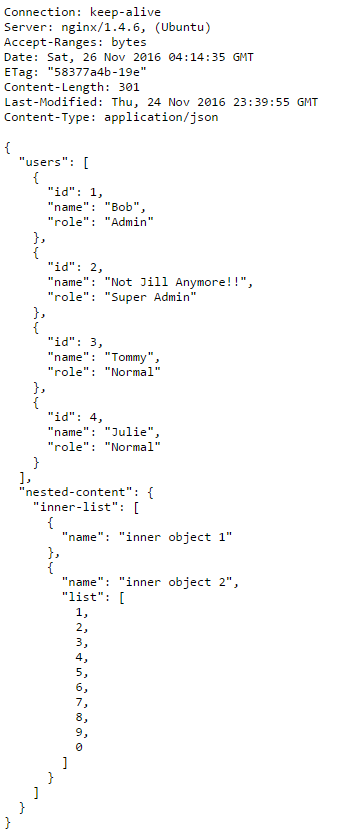 Connection: keep-alive
Server: nginx/1.4.6, (Ubuntu)
Accept-Ranges: bytes
Date: Sat, 26 Nov 2016 04:14:35 GMT
ETag: "58377a4b-19e"
Content-Length: 301
Last-Modified: Thu, 24 Nov 2016 23:39:55 GMT
Content-Type: application/json

{
  "users": [
    {
      "id": 1,
      "name": "Bob",
      "role": "Admin"
    },
    {
      "id": 2,
      "name": "Not Jill Anymore!!",
      "role": "Super Admin"
    },
    {
      "id": 3,
      "name": "Tommy",
      "role": "Normal"
    },
    {
      "id": 4,
      "name": "Julie",
      "role": "Normal"
    }
  ],
  "nested-content": {
    "inner-list": [
      {
        "name": "inner object 1"
      },
      {
        "name": "inner object 2",
        "list": [
          1,
          2,
          3,
          4,
          5,
          6,
          7,
          8,
          9,
          0
        ]
      }
    ]
  }
}